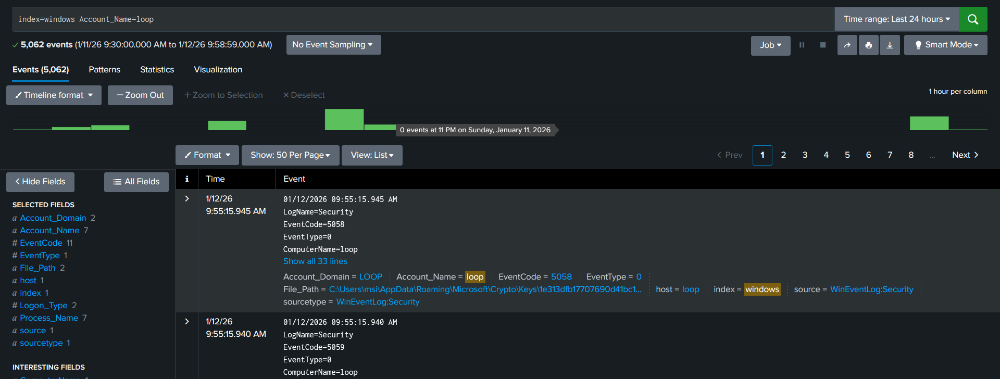 index=windows Account_Name=loop
Time range: Last 24 hours
5,062 events (1/11/26 9:30:00.000 AM to 1/12/26 9:58:59.000 AM)
No Event Sampling
Job
Smart Mode
Events (5,062)
Patterns
Statistics
Visualization
Timeline format
Zoom Out
Zoom to Selection
Deselect
1 hour per column
0 events at 11 PM on Sunday, January 11, 2026
Format
Show: 50 Per Page
View: List
Prev
1 2 3 4 5 6 7 8 ...
Next
Hide Fields
All Fields
i Time Event
SELECTED FIELDS
a Account_Domain 2
a Account_Name 7
# EventCode 11
# EventType 1
a File_Path 2
a host 1
a index 1
# Logon_Type 2
a Process_Name 7
a source 1
a sourcetype 1
INTERESTING FIELDS
1/12/26
9:55:15.945 AM
01/12/2026 09:55:15.945 AM
LogName=Security
EventCode=5058
EventType=0
ComputerName=loop
Show all 33 lines
Account_Domain = LOOP Account_Name = loop EventCode = 5058 EventType = 0
File_Path = C:\Users\msi\AppData\Roaming\Microsoft\Crypto\Keys\1e313dfb17707690d41bc1... host = loop index = windows source = WinEventLog:Security
sourcetype = WinEventLog:Security
1/12/26
9:55:15.940 AM
01/12/2026 09:55:15.940 AM
LogName=Security
EventCode=5059
EventType=0
ComputerName=loop